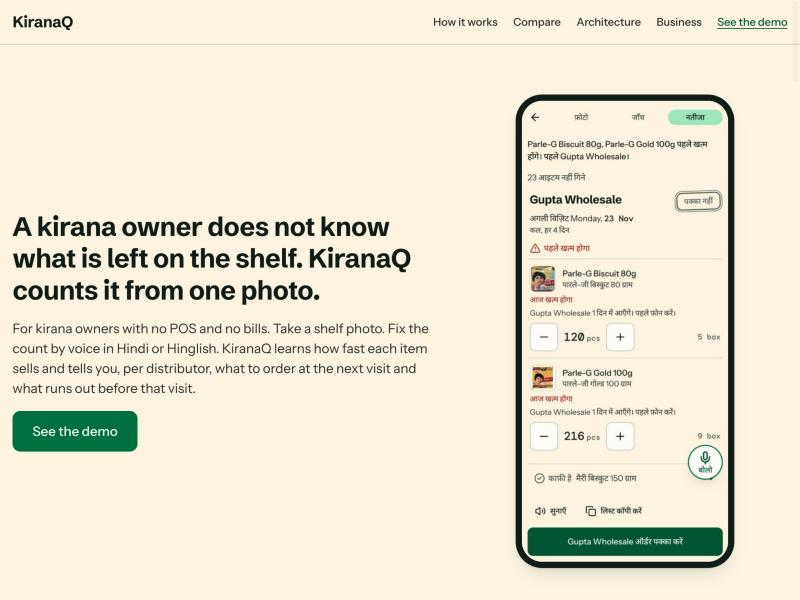 KiranaQ
How it works
Compare
Architecture
Business
See the demo
A kirana owner does not know
what is left on the shelf. KiranaQ
counts it from one photo.
For kirana owners with no POS and no bills. Take a shelf photo. Fix the
count by voice in Hindi or Hinglish. KiranaQ learns how fast each item
sells and tells you, per distributor, what to order at the next visit and
what runs out before that visit.
See the demo
फ़ोटो
जाँच
नतीजा
Parle-G Biscuit 80g, Parle-G Gold 100g पहले खत्म
होंगे। पहले Gupta Wholesale।
23 आइटम नहीं गिने
Gupta Wholesale
पक्का नहीं
अगली विज़िट Monday, 23 Nov
कल, हर 4 दिन
पहले खत्म होगा
Parle-G Biscuit 80g
पारले-जी बिस्कुट 80 ग्राम
आज खत्म होगा
Gupta Wholesale 1 दिन में आएँगे। पहले फ़ोन करें।
− 120 pcs + 5 box
Parle-G Gold 100g
पारले-जी गोल्ड 100 ग्राम
आज खत्म होगा
Gupta Wholesale 1 दिन में आएँगे। पहले फ़ोन करें।
− 216 pcs + 9 box
बोलो
काफ़ी है मैरी बिस्कुट 150 ग्राम
सुनाएँ
लिस्ट कॉपी करें
Gupta Wholesale ऑर्डर पक्का करें